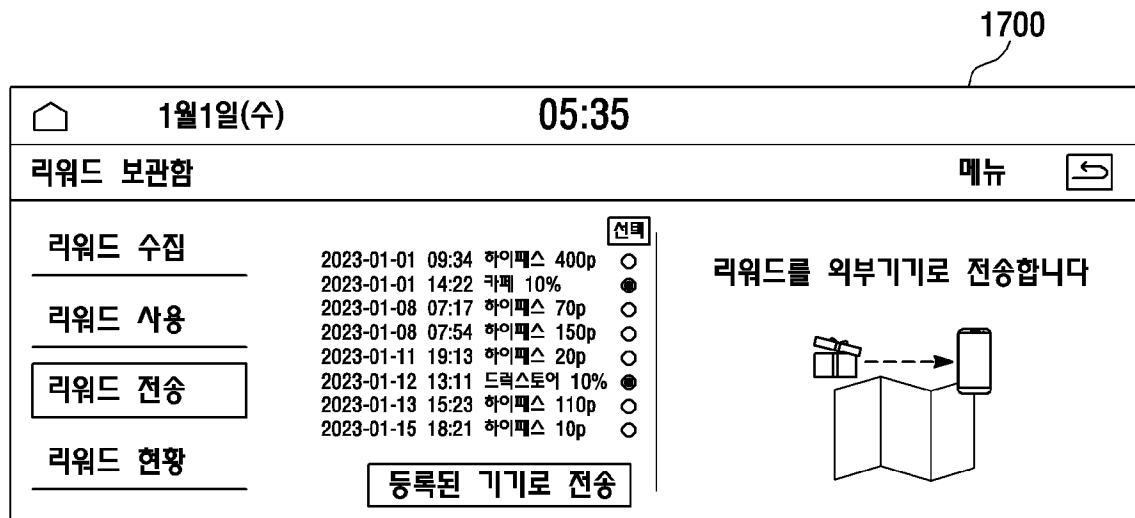 1700
1월1일(수) 05:35
리워드 보관함 메뉴
리워드 수집
리워드 사용
리워드 전송
리워드 현황
선택
2023-01-01 09:34 하이패스 400p
2023-01-01 14:22 카페 10%
2023-01-08 07:17 하이패스 70p
2023-01-08 07:54 하이패스 150p
2023-01-11 19:13 하이패스 20p
2023-01-12 13:11 드럭스토어 10%
2023-01-13 15:23 하이패스 110p
2023-01-15 18:21 하이패스 10p
등록된 기기로 전송
리워드를 외부기기로 전송합니다